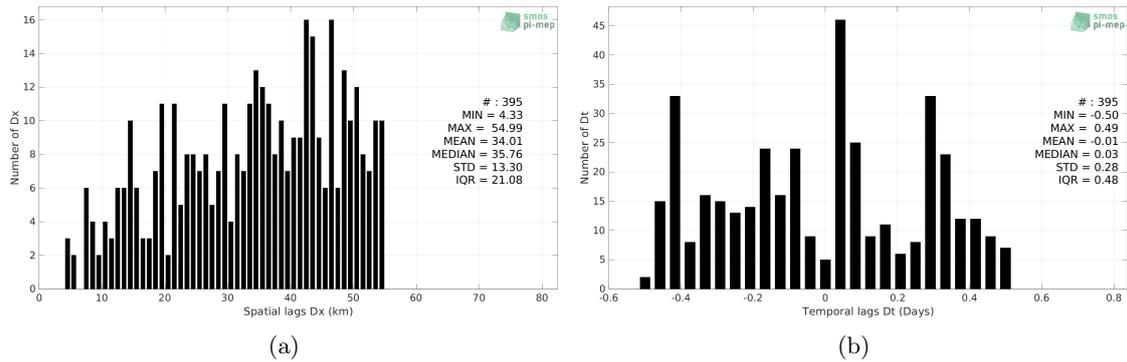 16
14
12
10
8
6
4
2
0
Number of Dx
smos
pi-mep
# : 395
MIN = 4.33
MAX = 54.99
MEAN = 34.01
MEDIAN = 35.76
STD = 13.30
IQR = 21.08
0 10 20 30 40 50 60 70 80
Spatial lags Dx (km)
(a)
45
40
35
30
25
20
15
10
5
0
Number of Dt
smos
pi-mep
# : 395
MIN = -0.50
MAX = 0.49
MEAN = -0.01
MEDIAN = 0.03
STD = 0.28
IQR = 0.48
-0.6 -0.4 -0.2 0 0.2 0.4 0.6 0.8
Temporal lags Dt (Days)
(b)